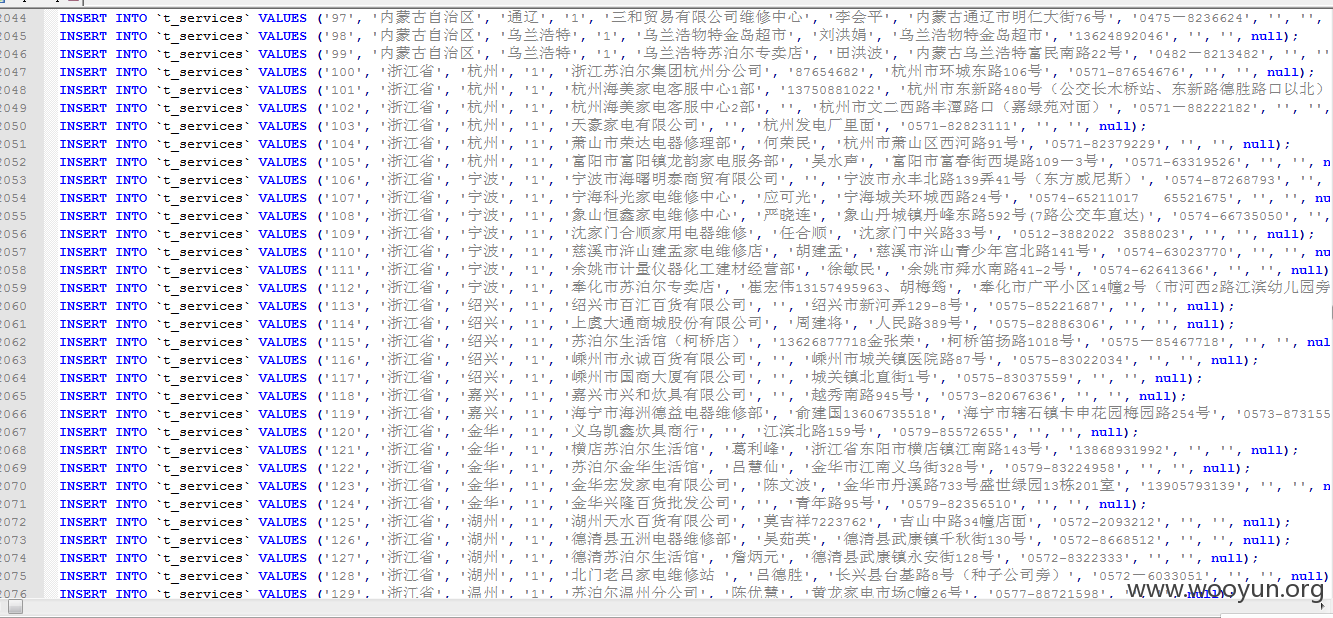 2044 INSERT INTO `t_services` VALUES ('97', '内蒙古自治区', '通辽', '1', '三和贸易有限公司维修中心', '李会平', '内蒙古通辽市明仁大街76号', '0475－8236624', '', '',
2045 INSERT INTO `t_services` VALUES ('98', '内蒙古自治区', '乌兰浩特', '1', '乌兰浩物特金岛超市', '刘洪娟', '乌兰浩物特金岛超市', '13624892046', '', '', null);
2046 INSERT INTO `t_services` VALUES ('99', '内蒙古自治区', '乌兰浩特', '1', '乌兰浩特苏泊尔专卖店', '田洪波', '内蒙古乌兰浩特富民南路22号', '0482－8213482', '', '',
2047 INSERT INTO `t_services` VALUES ('100', '浙江省', '杭州', '1', '浙江苏泊尔集团杭州分公司', '87654682', '杭州市环城东路106号', '0571-87654676', '', '', null);
2048 INSERT INTO `t_services` VALUES ('101', '浙江省', '杭州', '1', '杭州海美家电客服中心1部', '13750881022', '杭州市东新路480号（公交长木桥站、东新路德胜路口以北）
2049 INSERT INTO `t_services` VALUES ('102', '浙江省', '杭州', '1', '杭州海美家电客服中心2部', '', '杭州市文二西路丰潭路口（嘉绿苑对面）', '0571－88222182', '', '',
2050 INSERT INTO `t_services` VALUES ('103', '浙江省', '杭州', '1', '天豪家电有限公司', '', '杭州发电厂里面', '0571-82823111', '', '', null);
2051 INSERT INTO `t_services` VALUES ('104', '浙江省', '杭州', '1', '萧山市荣达电器修理部', '何荣民', '杭州市萧山区西河路91号', '0571-82379229', '', '', null);
2052 INSERT INTO `t_services` VALUES ('105', '浙江省', '杭州', '1', '富阳市富阳镇龙韵家电服务部', '吴水声', '富阳市富春街西堤路109－3号', '0571-63319526', '', '', n
2053 INSERT INTO `t_services` VALUES ('106', '浙江省', '宁波', '1', '宁波市海曙明泰商贸有限公司', '', '宁波市永丰北路139弄41号（东方威尼斯）', '0574-87268793', '', '',
2054 INSERT INTO `t_services` VALUES ('107', '浙江省', '宁波', '1', '宁海科光家电维修中心', '应可光', '宁海城关环城西路24号', '0574-65211017   65521675', '', '', nu
2055 INSERT INTO `t_services` VALUES ('108', '浙江省', '宁波', '1', '象山恒鑫家电维修中心', '严晓连', '象山丹城镇丹峰东路592号(7路公交车直达)', '0574-66735050', '', '',
2056 INSERT INTO `t_services` VALUES ('109', '浙江省', '宁波', '1', '沈家门合顺家用电器维修', '任合顺', '沈家门中兴路33号', '0512-3882022 3588023', '', '', null);
2057 INSERT INTO `t_services` VALUES ('110', '浙江省', '宁波', '1', '慈溪市浒山建孟家电维修店', '胡建孟', '慈溪市浒山青少年宫北路141号', '0574-63023770', '', '', nu
2058 INSERT INTO `t_services` VALUES ('111', '浙江省', '宁波', '1', '余姚市计量仪器化工建材经营部', '徐敏民', '余姚市舜水南路41-2号', '0574-62641366', '', '', null)
2059 INSERT INTO `t_services` VALUES ('112', '浙江省', '宁波', '1', '奉化市苏泊尔专卖店', '崔宏伟13157495963、胡梅筠', '奉化市广平小区14幢2号（市河西2路江滨幼儿园旁
2060 INSERT INTO `t_services` VALUES ('113', '浙江省', '绍兴', '1', '绍兴市百汇百货有限公司', '', '绍兴市新河弄129-8号', '0575-85221687', '', '', null);
2061 INSERT INTO `t_services` VALUES ('114', '浙江省', '绍兴', '1', '上虞大通商城股份有限公司', '周建将', '人民路389号', '0575-82886306', '', '', null);
2062 INSERT INTO `t_services` VALUES ('115', '浙江省', '绍兴', '1', '苏泊尔生活馆（柯桥店）', '13626877718金张荣', '柯桥笛扬路1018号', '0575－85467718', '', '', nul
2063 INSERT INTO `t_services` VALUES ('116', '浙江省', '绍兴', '1', '嵊州市永诚百货有限公司', '', '嵊州市城关镇医院路87号', '0575-83022034', '', '', null);
2064 INSERT INTO `t_services` VALUES ('117', '浙江省', '绍兴', '1', '嵊州市国商大厦有限公司', '', '城关镇北直街1号', '0575-83037559', '', '', null);
2065 INSERT INTO `t_services` VALUES ('118', '浙江省', '嘉兴', '1', '嘉兴市兴和炊具有限公司', '', '越秀南路945号', '0573-82067636', '', '', null);
2066 INSERT INTO `t_services` VALUES ('119', '浙江省', '嘉兴', '1', '海宁市海洲德益电器维修部', '俞建国13606735518', '海宁市辖石镇卡申花园梅园路254号', '0573-873155
2067 INSERT INTO `t_services` VALUES ('120', '浙江省', '金华', '1', '义乌凯鑫炊具商行', '', '江滨北路159号', '0579-85572655', '', '', null);
2068 INSERT INTO `t_services` VALUES ('121', '浙江省', '金华', '1', '横店苏泊尔生活馆', '葛利峰', '浙江省东阳市横店镇江南路143号', '13868931992', '', '', null);
2069 INSERT INTO `t_services` VALUES ('122', '浙江省', '金华', '1', '苏泊尔金华生活馆', '吕慧仙', '金华市江南义乌街328号', '0579-83224958', '', '', null);
2070 INSERT INTO `t_services` VALUES ('123', '浙江省', '金华', '1', '金华宏发家电有限公司', '陈文波', '金华市丹溪路733号盛世绿园13栋201室', '13905793139', '', '', n
2071 INSERT INTO `t_services` VALUES ('124', '浙江省', '金华', '1', '金华兴隆百货批发公司', '', '青年路95号', '0579-82356510', '', '', null);
2072 INSERT INTO `t_services` VALUES ('125', '浙江省', '湖州', '1', '湖州天水百货有限公司', '莫吉祥7223762', '吉山中路34幢店面', '0572-2093212', '', '', null);
2073 INSERT INTO `t_services` VALUES ('126', '浙江省', '湖州', '1', '德清县五洲电器维修部', '吴茹英', '德清县武康镇千秋街130号', '0572-8668512', '', '', null);
2074 INSERT INTO `t_services` VALUES ('127', '浙江省', '湖州', '1', '德清苏泊尔生活馆', '詹炳元', '德清县武康镇永安街128号', '0572-8322333', '', '', null);
2075 INSERT INTO `t_services` VALUES ('128', '浙江省', '湖州', '1', '北门老吕家电维修站 ', '吕德胜', '长兴县台基路8号（种子公司旁）', '0572－6033051', '', '', null)
2076 INSERT INTO `t_services` VALUES ('129', '浙江省', '温州', '1', '苏泊尔温州分公司', '陈优慧', '黄龙家电市场C幢26号', '0577-88721598', '', '', null);
www.wooyun.org